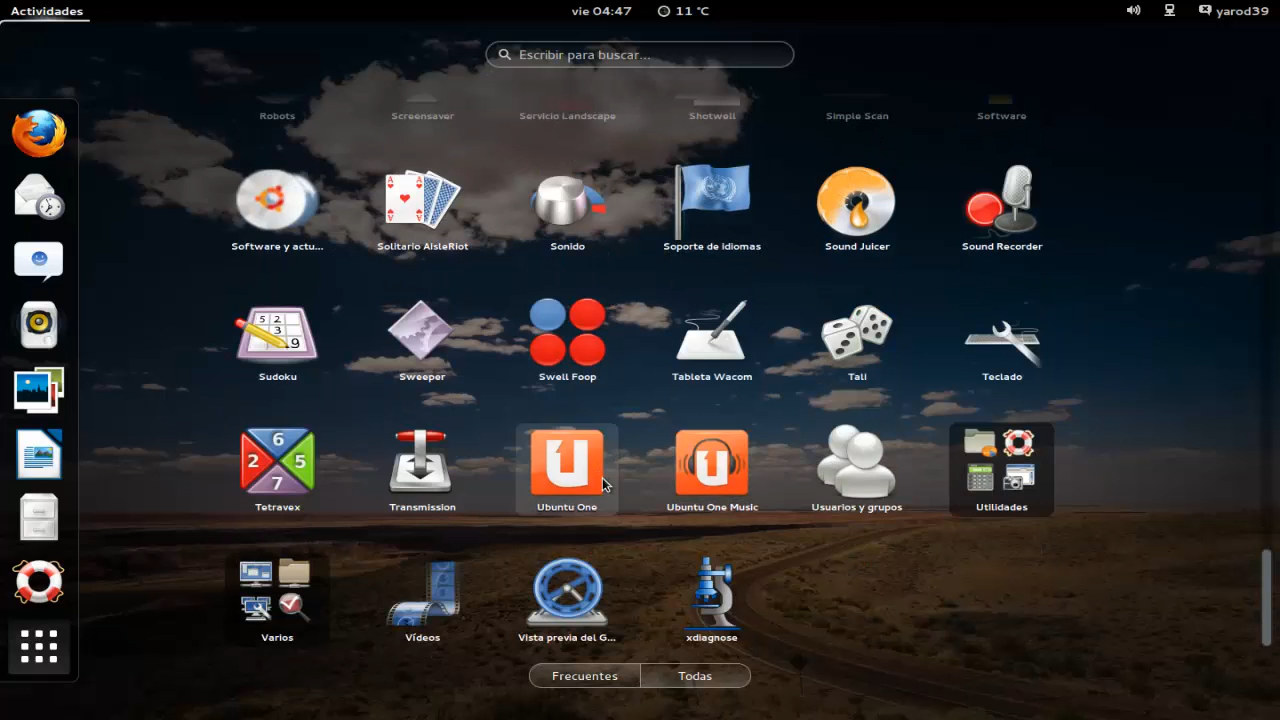 Actividades
vie 04:47
11 °C
yarod39
Escribir para buscar...
Robots
Screensaver
Servicio Landscape
Shotwell
Simple Scan
Software
Software y actu...
Solitario AisleRiot
Sonido
Soporte de idiomas
Sound Juicer
Sound Recorder
Sudoku
Sweeper
Swell Foop
Tableta Wacom
Tali
Teclado
Tetravex
Transmission
Ubuntu One
Ubuntu One Music
Usuarios y grupos
Utilidades
Varios
Vídeos
Vista previa del G...
xdiagnose
Frecuentes
Todas